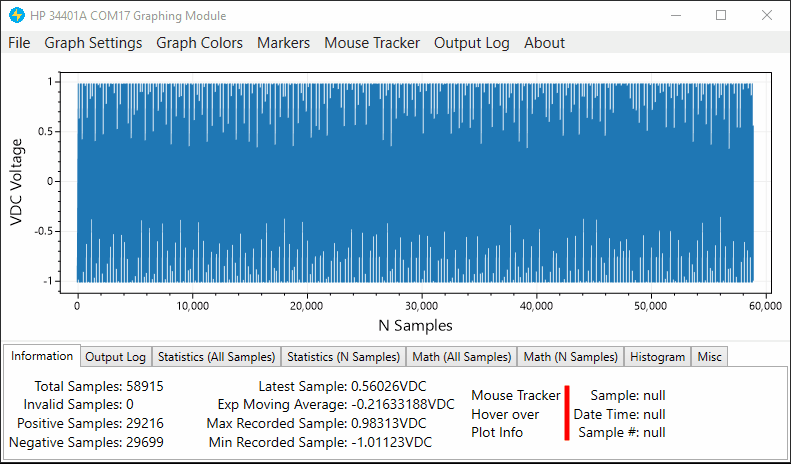 HP 34401A COM17 Graphing Module
File Graph Settings Graph Colors Markers Mouse Tracker Output Log About
VDC Voltage
1
0.5
0
-0.5
-1
0 10,000 20,000 30,000 40,000 50,000 60,000
N Samples
Information Output Log Statistics (All Samples) Statistics (N Samples) Math (All Samples) Math (N Samples) Histogram Misc
Total Samples: 58915
Invalid Samples: 0
Positive Samples: 29216
Negative Samples: 29699
Latest Sample: 0.56026VDC
Exp Moving Average: -0.21633188VDC
Max Recorded Sample: 0.98313VDC
Min Recorded Sample: -1.01123VDC
Mouse Tracker
Hover over
Plot Info
Sample: null
Date Time: null
Sample #: null